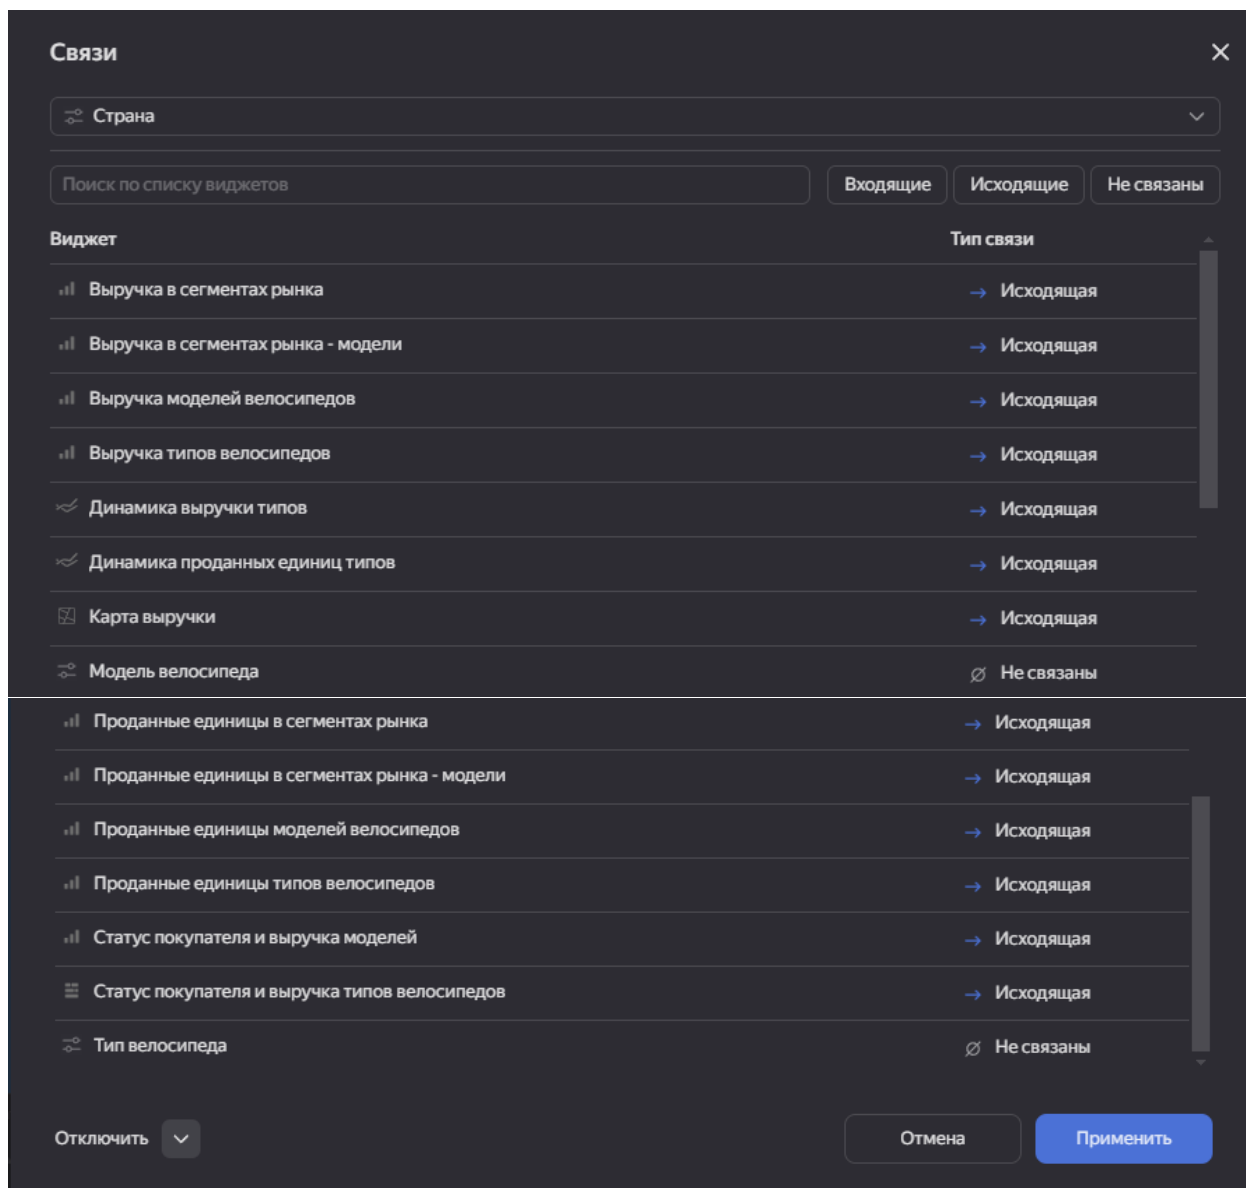 Связи
Страна
Поиск по списку виджетов
Входящие Исходящие Не связаны
Виджет Тип связи
Выручка в сегментах рынка Исходящая
Выручка в сегментах рынка - модели Исходящая
Выручка моделей велосипедов Исходящая
Выручка типов велосипедов Исходящая
Динамика выручки типов Исходящая
Динамика проданных единиц типов Исходящая
Карта выручки Исходящая
Модель велосипеда Не связаны
Проданные единицы в сегментах рынка Исходящая
Проданные единицы в сегментах рынка - модели Исходящая
Проданные единицы моделей велосипедов Исходящая
Проданные единицы типов велосипедов Исходящая
Статус покупателя и выручка моделей Исходящая
Статус покупателя и выручка типов велосипедов Исходящая
Тип велосипеда Не связаны
Отключить Отмена Применить